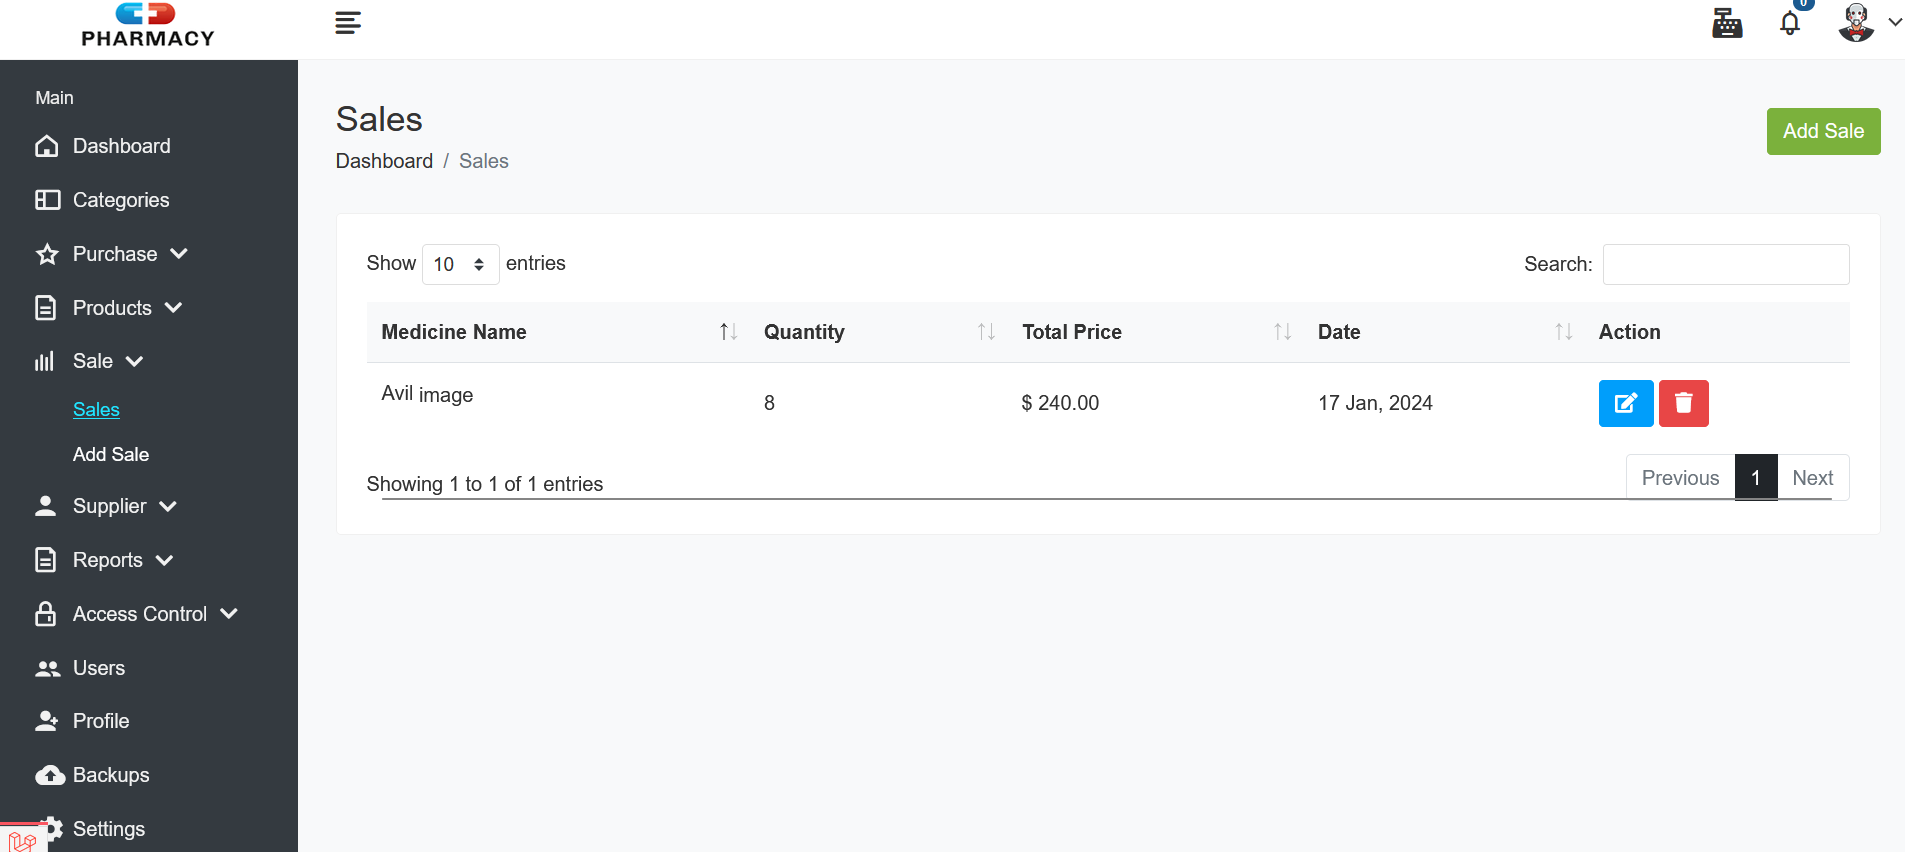 PHARMACY
0
Main
Dashboard
Categories
Purchase
Products
Sale
Sales
Add Sale
Supplier
Reports
Access Control
Users
Profile
Backups
Settings
Sales
Dashboard / Sales
Add Sale
Show 10 entries
Search:
Medicine Name Quantity Total Price Date Action
Avil image 8 $ 240.00 17 Jan, 2024
Showing 1 to 1 of 1 entries
Previous 1 Next